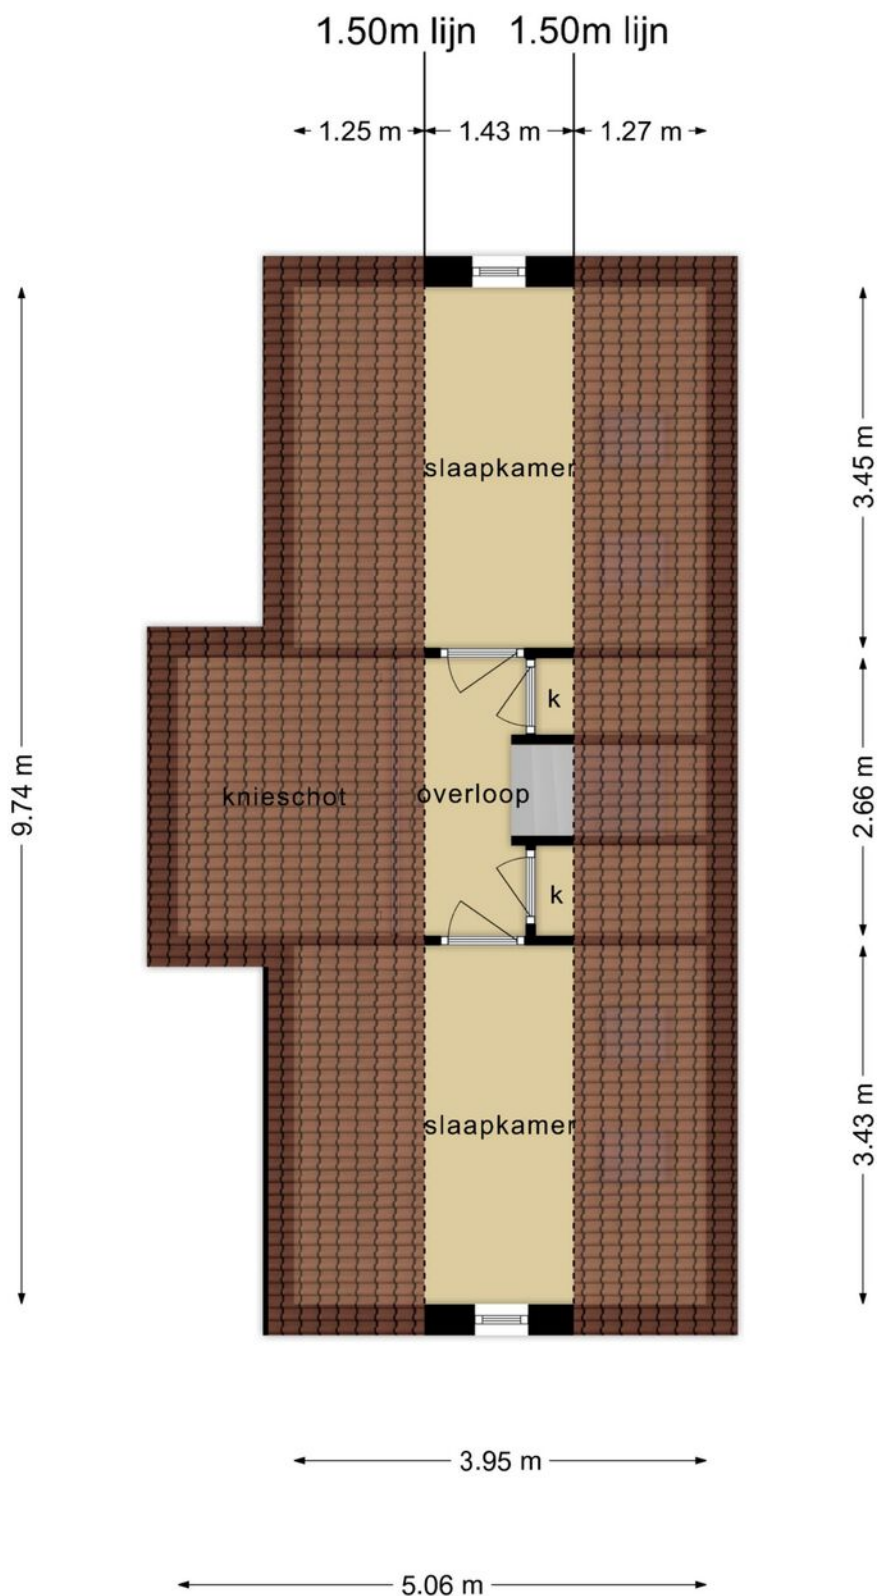 1.50m lijn 1.50m lijn
1.25 m 1.43 m 1.27 m
slaapkamer
3.45 m
k
knieschot overloop
9.74 m
2.66 m
k
slaapkamer
3.43 m
3.95 m
5.06 m